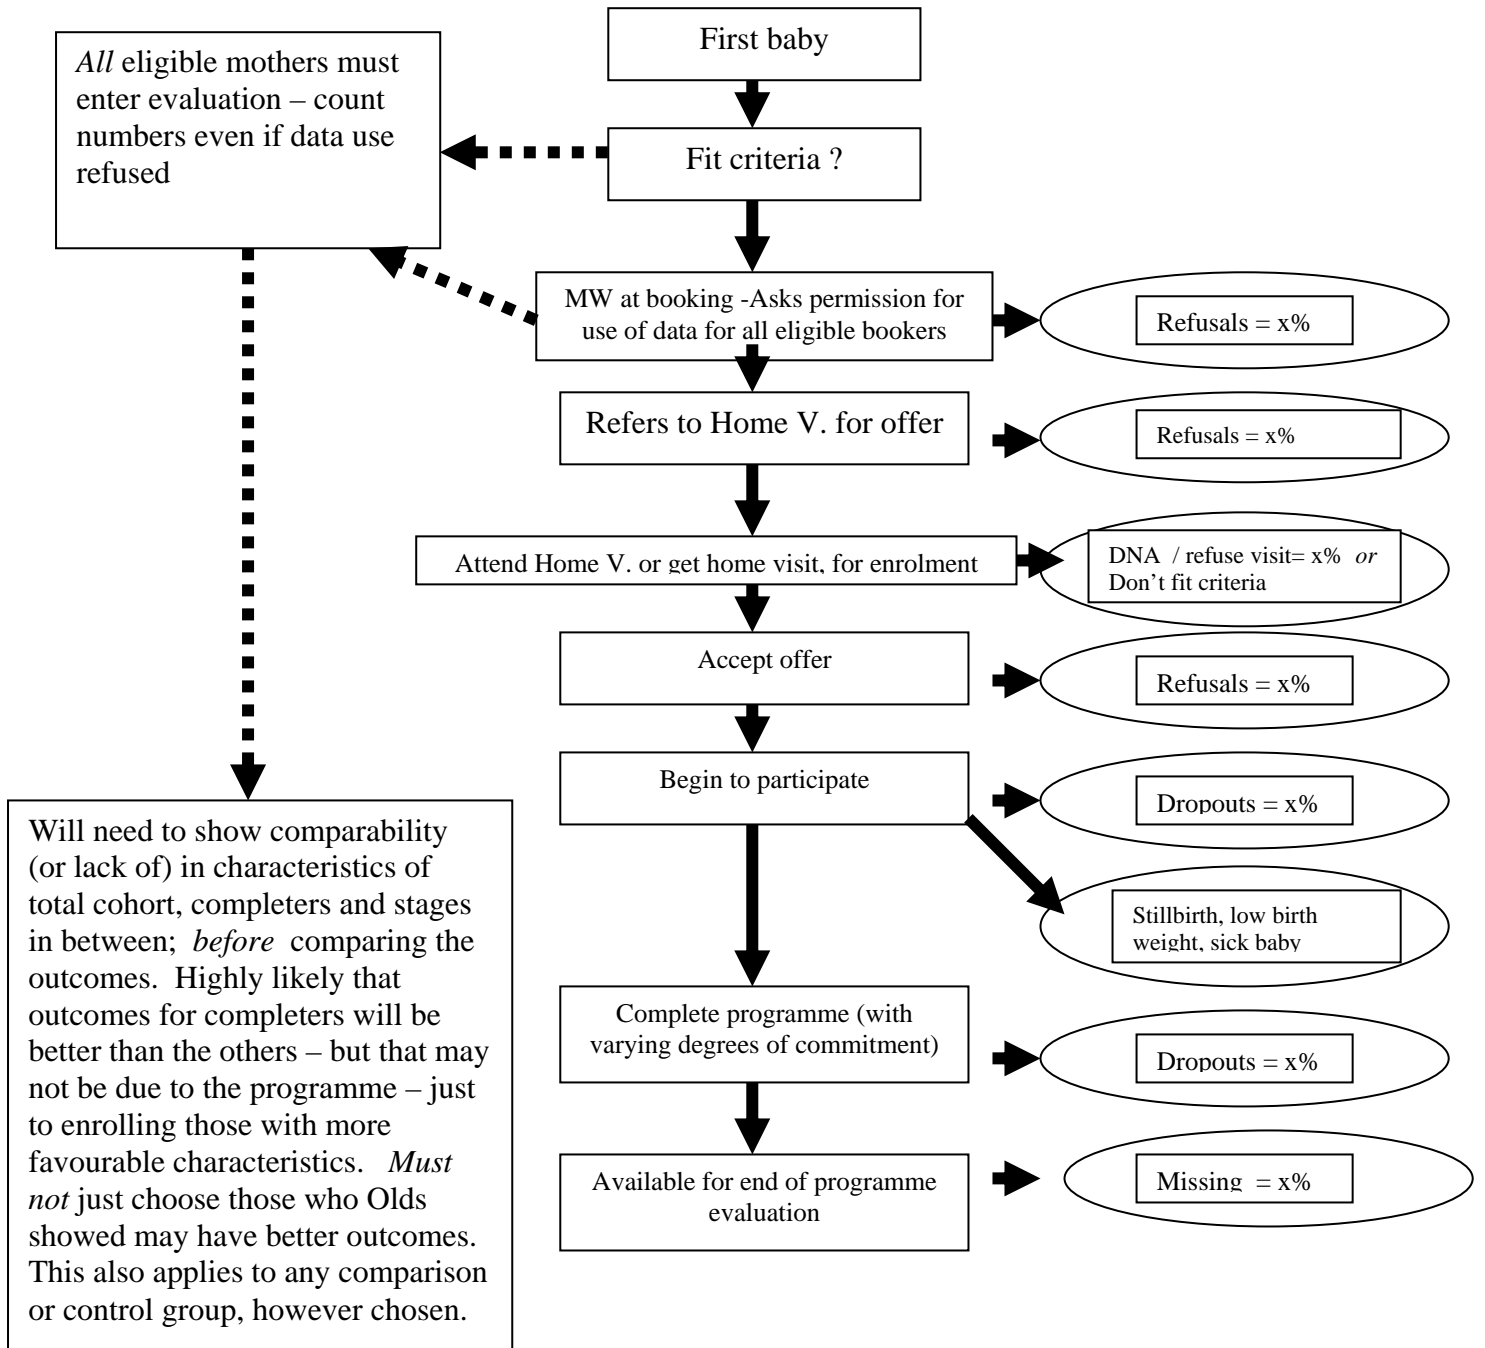 First baby
All eligible mothers must
enter evaluation – count
numbers even if data use
refused
Fit criteria ?
MW at booking -Asks permission for
use of data for all eligible bookers
Refusals = x%
Refers to Home V. for offer
Refusals = x%
Attend Home V. or get home visit, for enrolment
DNA / refuse visit= x% or
Don't fit criteria
Accept offer
Refusals = x%
Begin to participate
Dropouts = x%
Stillbirth, low birth
weight, sick baby
Complete programme (with
varying degrees of commitment)
Dropouts = x%
Available for end of programme
evaluation
Missing = x%
Will need to show comparability
(or lack of) in characteristics of
total cohort, completers and stages
in between; before comparing the
outcomes. Highly likely that
outcomes for completers will be
better than the others – but that may
not be due to the programme – just
to enrolling those with more
favourable characteristics. Must
not just choose those who Olds
showed may have better outcomes.
This also applies to any comparison
or control group, however chosen.